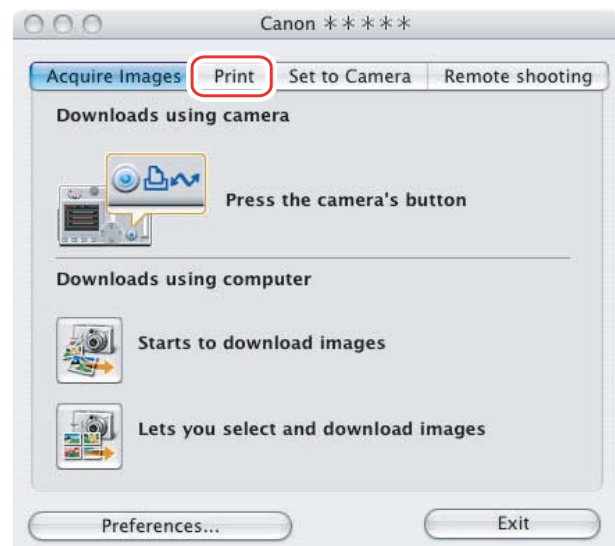 Canon ＊＊＊＊＊
Acquire Images Print Set to Camera Remote shooting
Downloads using camera
Press the camera's button
Downloads using computer
Starts to download images
Lets you select and download images
Preferences... Exit